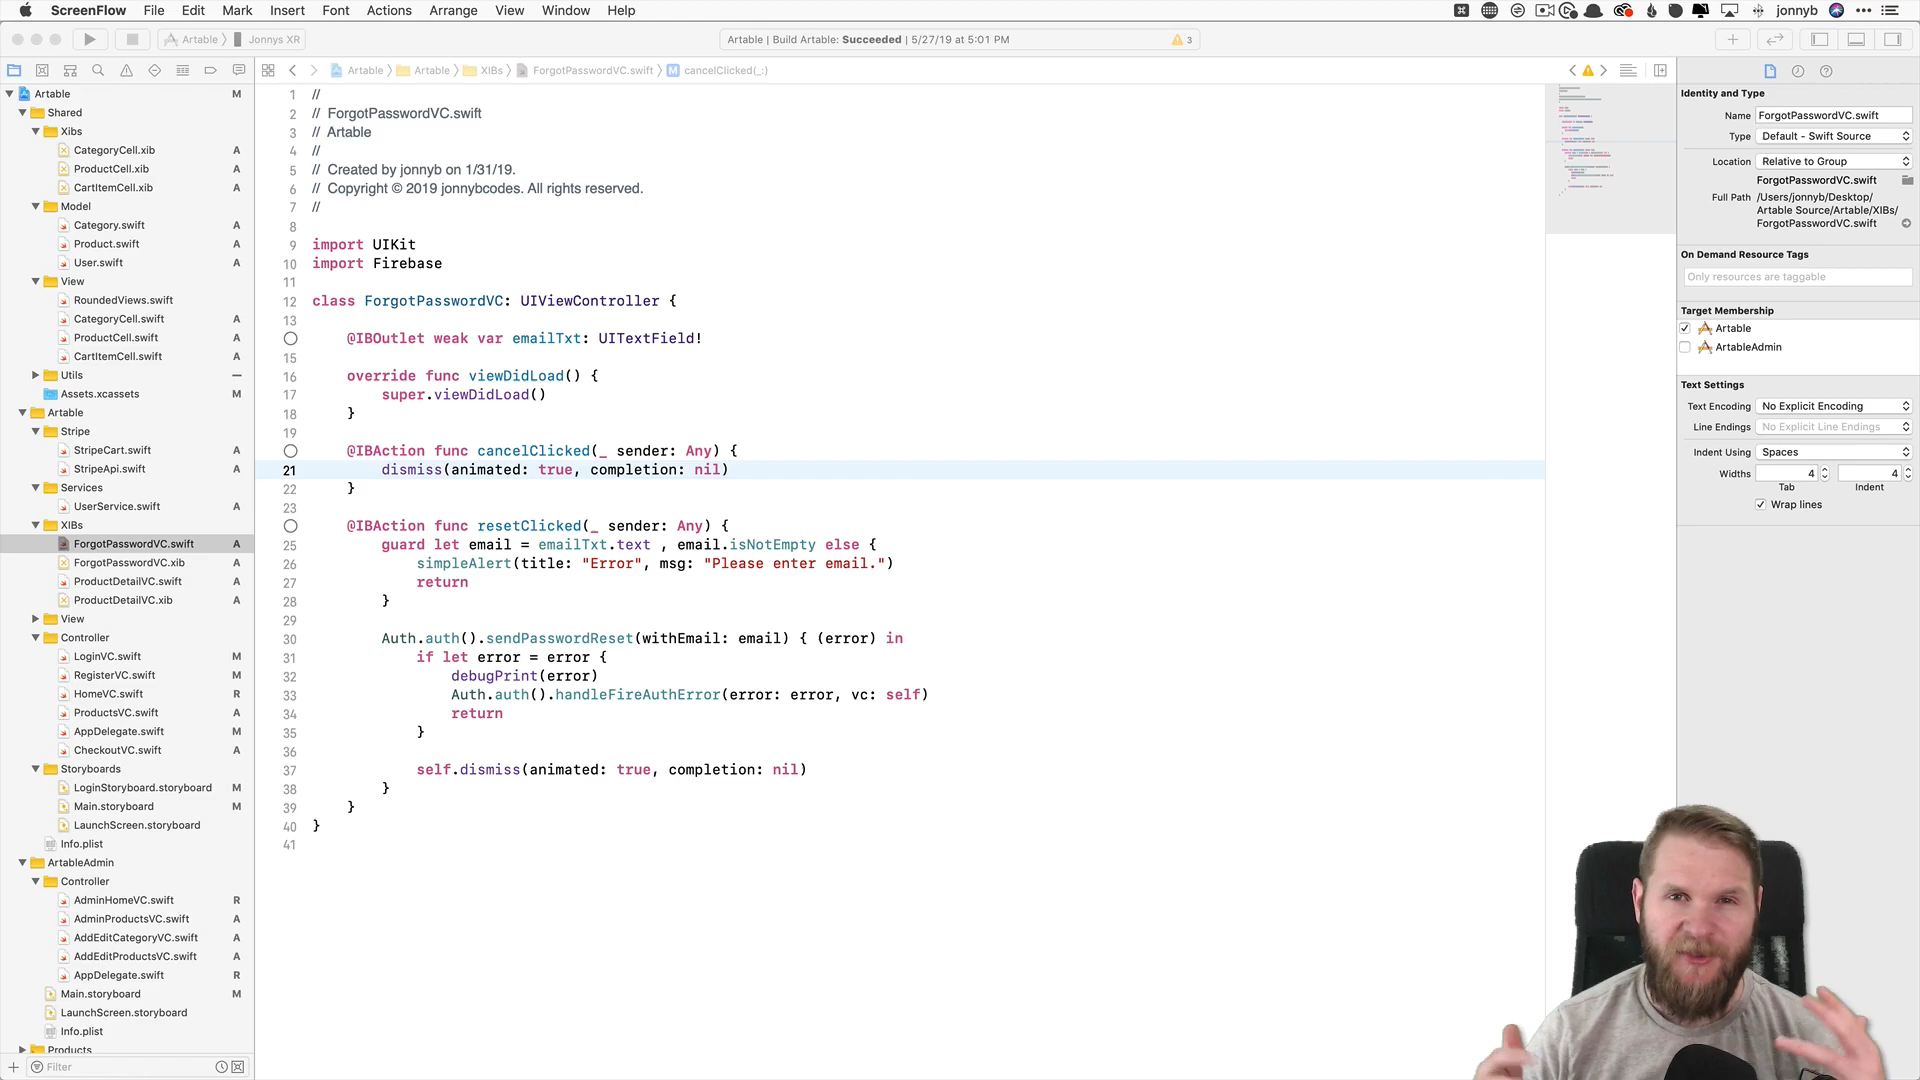 ScreenFlow File Edit Mark Insert Font Actions Arrange View Window Help jonnyb
Artable Jonnys XR Artable | Build Artable: Succeeded | 5/27/19 at 5:01 PM 3
Artable Artable XIBs ForgotPasswordVC.swift M cancelClicked(_:)
Artable M
Shared
Xibs
CategoryCell.xib A
ProductCell.xib A
CartItemCell.xib A
Model
Category.swift A
Product.swift A
User.swift A
View
RoundedViews.swift
CategoryCell.swift A
ProductCell.swift A
CartItemCell.swift A
Utils
Assets.xcassets M
Artable
Stripe
StripeCart.swift A
StripeApi.swift A
Services
UserService.swift A
XIBs
ForgotPasswordVC.swift A
ForgotPasswordVC.xib A
ProductDetailVC.swift A
ProductDetailVC.xib A
View
Controller
LoginVC.swift M
RegisterVC.swift M
HomeVC.swift R
ProductsVC.swift A
AppDelegate.swift M
CheckoutVC.swift A
Storyboards
LoginStoryboard.storyboard M
Main.storyboard M
LaunchScreen.storyboard
Info.plist
ArtableAdmin
Controller
AdminHomeVC.swift R
AdminProductsVC.swift A
AddEditCategoryVC.swift A
AddEditProductsVC.swift A
AppDelegate.swift R
Main.storyboard M
LaunchScreen.storyboard
Info.plist
Products
Filter
1 //
2 // ForgotPasswordVC.swift
3 // Artable
4 //
5 // Created by jonnyb on 1/31/19.
6 // Copyright © 2019 jonnybcodes. All rights reserved.
7 //
8
9 import UIKit
10 import Firebase
11
12 class ForgotPasswordVC: UIViewController {
13
@IBOutlet weak var emailTxt: UITextField!
15
16 override func viewDidLoad() {
17 super.viewDidLoad()
18 }
19
@IBAction func cancelClicked(_ sender: Any) {
21 dismiss(animated: true, completion: nil)
22 }
23
@IBAction func resetClicked(_ sender: Any) {
25 guard let email = emailTxt.text , email.isNotEmpty else {
26 simpleAlert(title: "Error", msg: "Please enter email.")
27 return
28 }
29
30 Auth.auth().sendPasswordReset(withEmail: email) { (error) in
31 if let error = error {
32 debugPrint(error)
33 Auth.auth().handleFireAuthError(error: error, vc: self)
34 return
35 }
36
37 self.dismiss(animated: true, completion: nil)
38 }
39 }
40 }
41
Identity and Type
Name ForgotPasswordVC.swift
Type Default - Swift Source
Location Relative to Group
ForgotPasswordVC.swift
Full Path /Users/jonnyb/Desktop/
Artable Source/Artable/XIBs/
ForgotPasswordVC.swift
On Demand Resource Tags
Only resources are taggable
Target Membership
Artable
ArtableAdmin
Text Settings
Text Encoding No Explicit Encoding
Line Endings No Explicit Line Endings
Indent Using Spaces
Widths 4 4
Tab Indent
Wrap lines